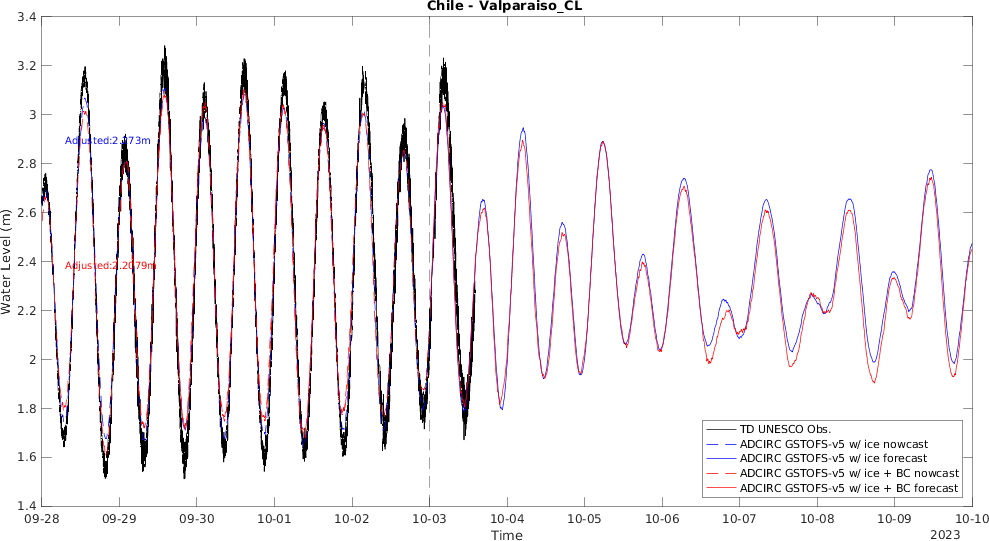 Chile - Valparaiso_CL
3.4
3.2
3
2.8
2.6
2.4
2.2
2
1.8
1.6
1.4
Water Level (m)
Adjusted:2.
Adjusted:2.2079m
TD UNESCO Obs.
ADCIRC GSTOFS-v5 w/ ice nowcast
ADCIRC GSTOFS-v5 w/ ice forecast
ADCIRC GSTOFS-v5 w/ ice + BC nowcast
ADCIRC GSTOFS-v5 w/ ice + BC forecast
09-28 09-29 09-30 10-01 10-02 10-03 10-04 10-05 10-06 10-07 10-08 10-09 10-10
Time
2023